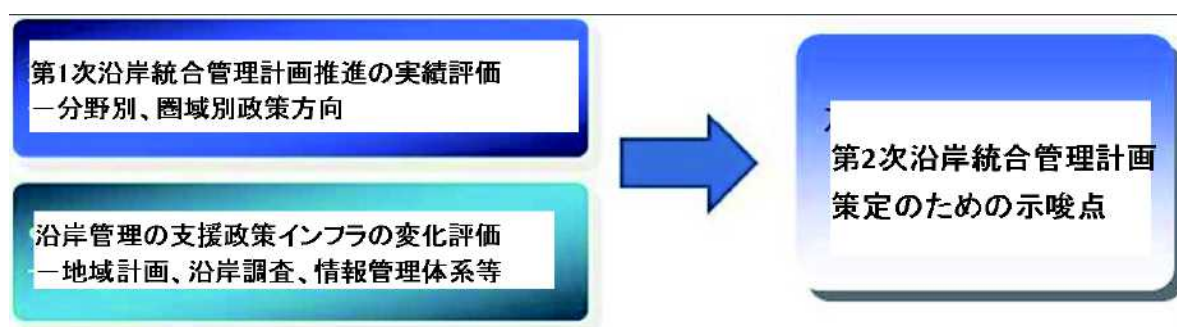 第1次沿岸統合管理計画推進の実績評価
－分野別、圏域別政策方向
沿岸管理の支援政策インフラの変化評価
－地域計画、沿岸調査、情報管理体系等
第2次沿岸統合管理計画
策定のための示唆点